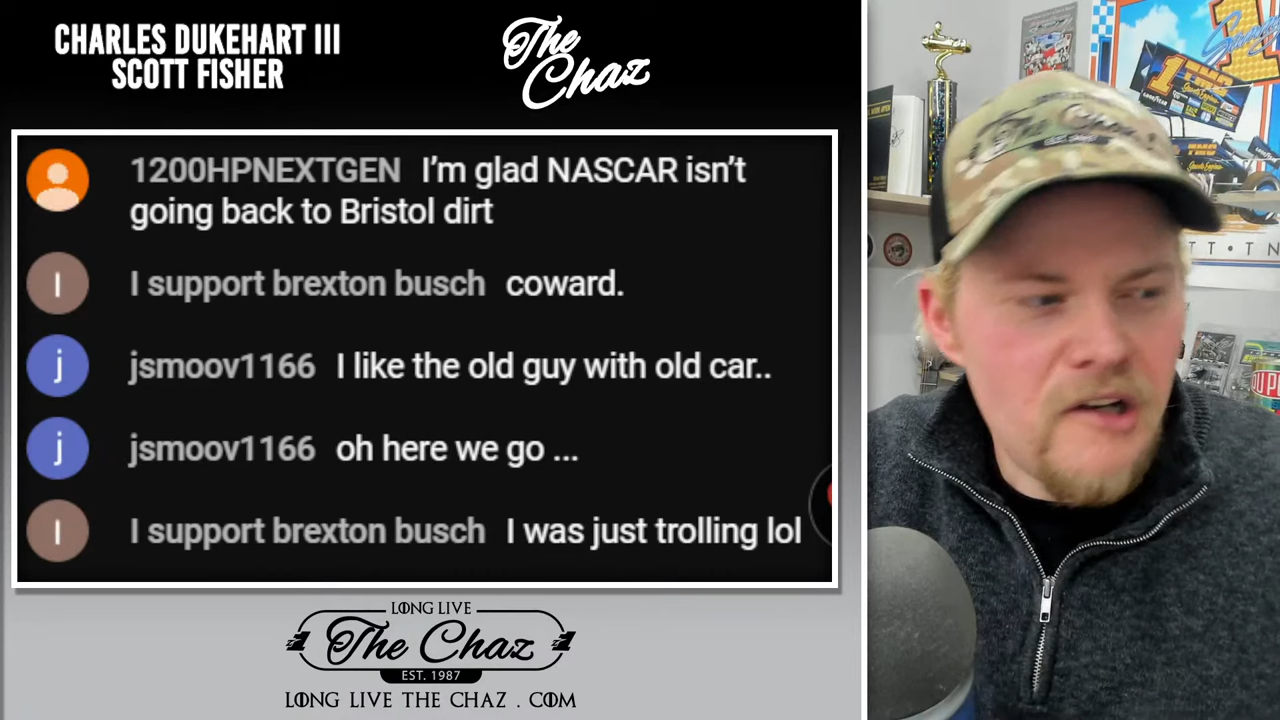 CHARLES DUKEHART III
SCOTT FISHER
The
Chaz
1200HPNEXTGEN I'm glad NASCAR isn't
going back to Bristol dirt
I support brexton busch coward.
jsmoov1166 I like the old guy with old car..
jsmoov1166 oh here we go ...
I support brexton busch I was just trolling lol
LONG LIVE
The Chaz
EST. 1987
LONG LIVE THE CHAZ . COM